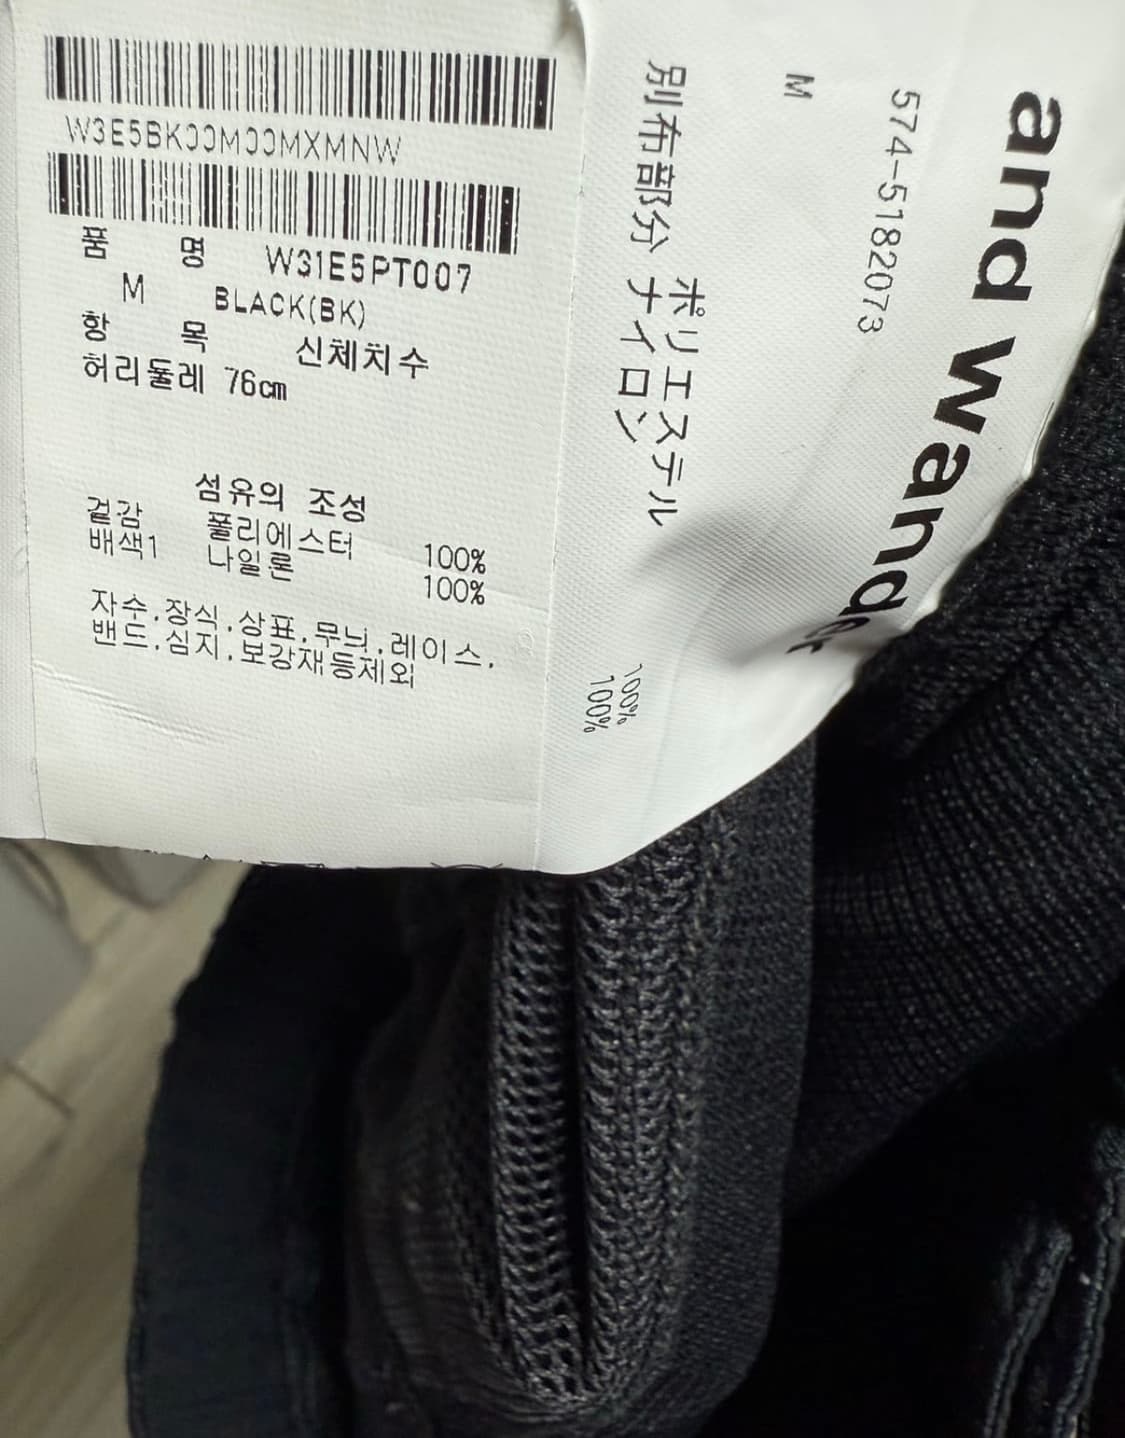 W3E5BK00M00MXMNW
품 명 W31E5PT007
M BLACK(BK)
항 목 신체치수
허리둘레 76cm
섬유의 조성
겉감 폴리에스터 100%
배색1 나일론 100%
자수.장식.상표.무늬.레이스.
밴드.심지.보강재등제외
and wander
574-5182073
M
ポリエステル 100%
別布部分 ナイロン 100%